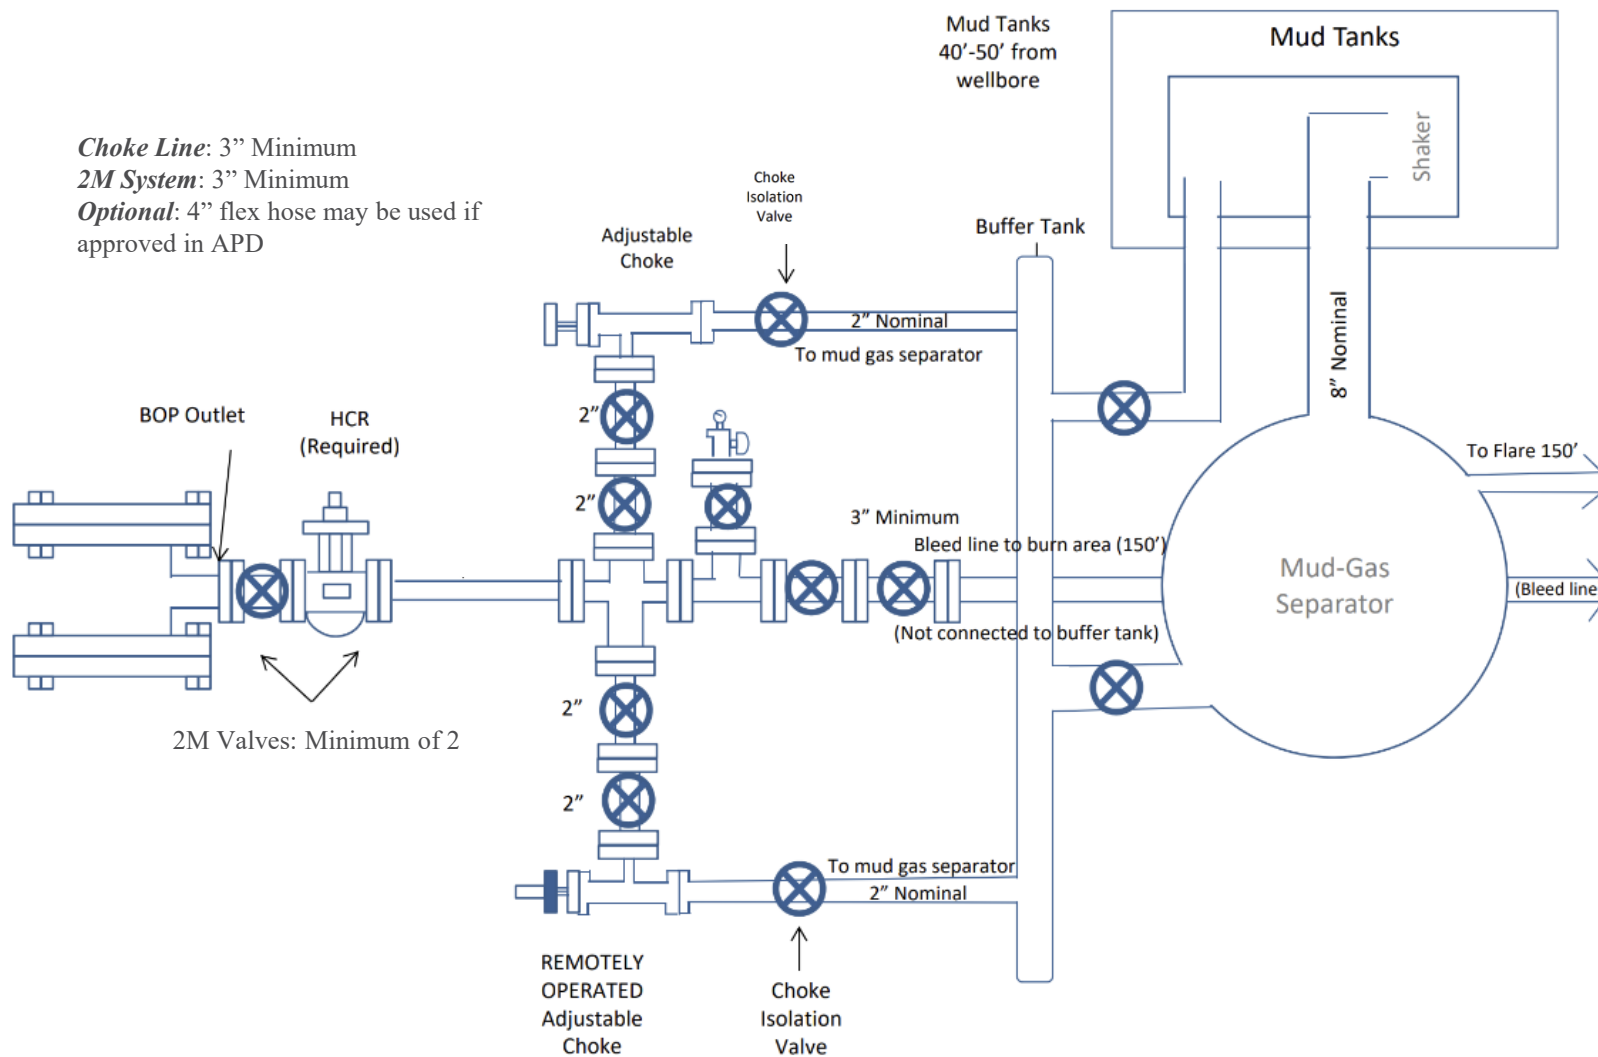 Mud Tanks
40’-50’ from
wellbore
Mud Tanks
Shaker
Choke Line: 3” Minimum
2M System: 3” Minimum
Optional: 4” flex hose may be used if
approved in APD
Choke
Isolation
Valve
Adjustable
Choke
Buffer Tank
2” Nominal
To mud gas separator
8” Nominal
BOP Outlet
HCR
(Required)
2”
2”
To Flare 150’
3” Minimum
Bleed line to burn area (150’)
Mud-Gas
Separator
(Bleed line
(Not connected to buffer tank)
2M Valves: Minimum of 2
2”
2”
To mud gas separator
2” Nominal
REMOTELY
OPERATED
Adjustable
Choke
Choke
Isolation
Valve